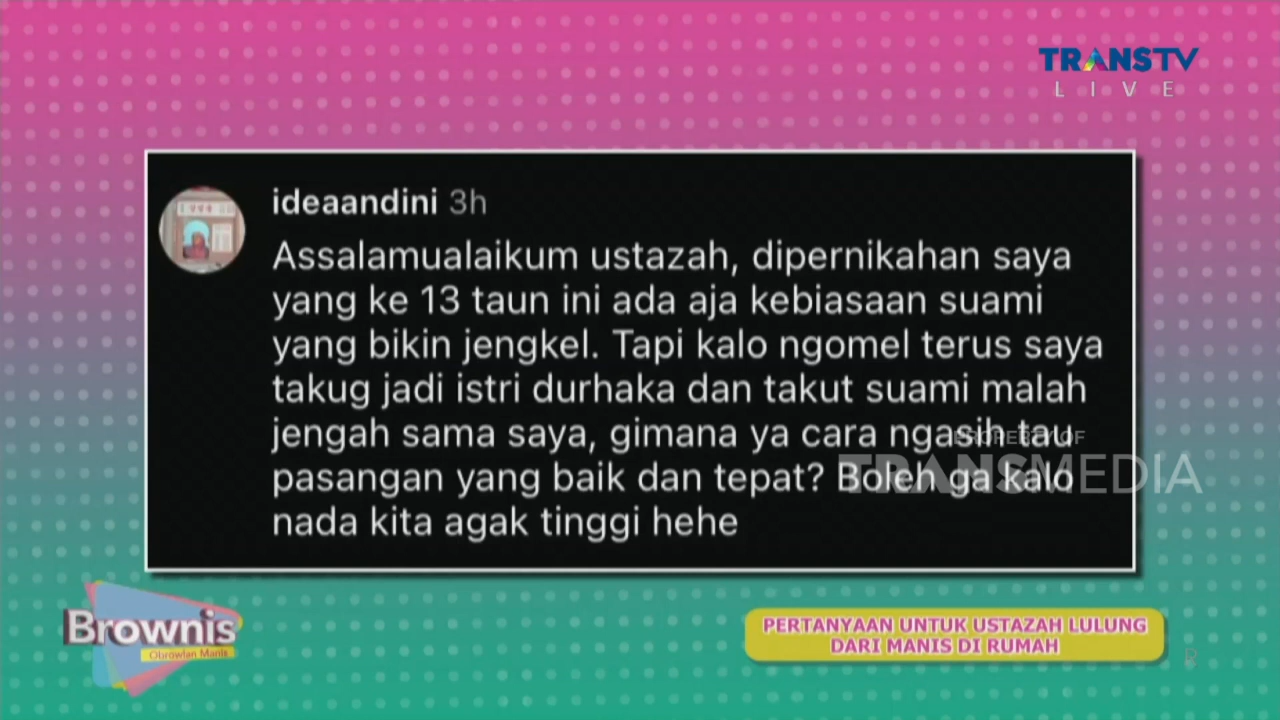 TRANSTV
LIVE
ideaandini 3h
Assalamualaikum ustazah, dipernikahan saya
yang ke 13 taun ini ada aja kebiasaan suami
yang bikin jengkel. Tapi kalo ngomel terus saya
takug jadi istri durhaka dan takut suami malah
jengah sama saya, gimana ya cara ngasih tau
pasangan yang baik dan tepat? Boleh ga kalo
nada kita agak tinggi hehe
PROPERTY OF
TRANSMEDIA
Brownis
Obrowlan Manis
PERTANYAAN UNTUK USTAZAH LULUNG
DARI MANIS DI RUMAH
R